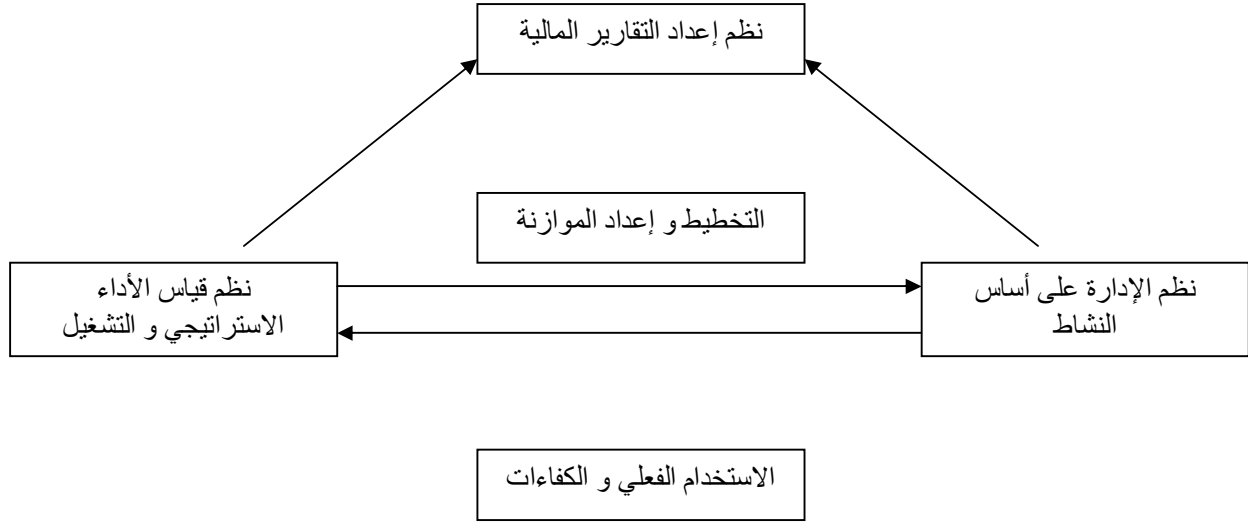 نظم إعداد التقارير المالية
التخطيط و إعداد الموازنة
نظم الإدارة على أساس
النشاط
نظم قياس الأداء
الاستراتيجي و التشغيل
الاستخدام الفعلي و الكفاءات